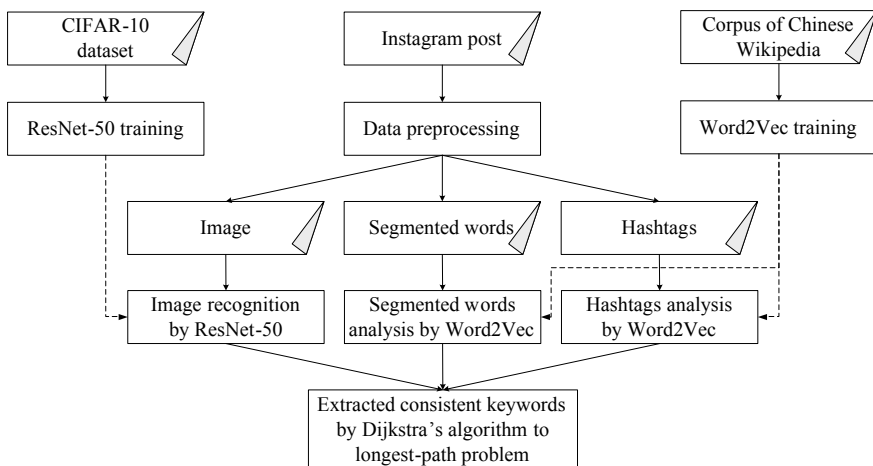 CIFAR-10
dataset
Instagram post
Corpus of Chinese
Wikipedia
ResNet-50 training
Data preprocessing
Word2Vec training
Image
Segmented words
Hashtags
Image recognition
by ResNet-50
Segmented words
analysis by Word2Vec
Hashtags analysis
by Word2Vec
Extracted consistent keywords
by Dijkstra’s algorithm to
longest-path problem